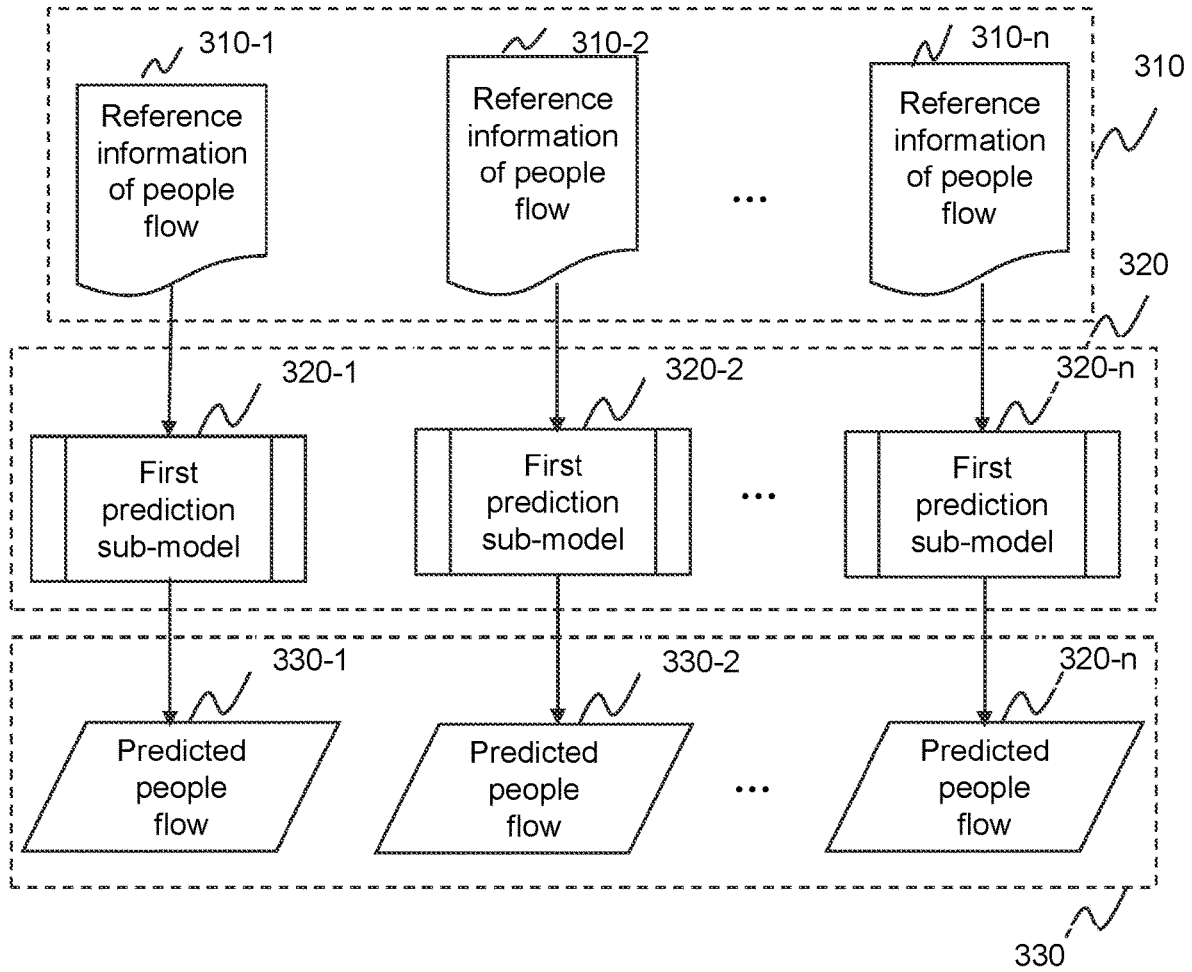 310-1
310-2
310-n
310
Reference
information
of people
flow
Reference
information
of people
flow
...
Reference
information
of people
flow
320
320-1
320-2
320-n
First
prediction
sub-model
First
prediction
sub-model
...
First
prediction
sub-model
330-1
330-2
320-n
Predicted
people
flow
Predicted
people
flow
...
Predicted
people
flow
330